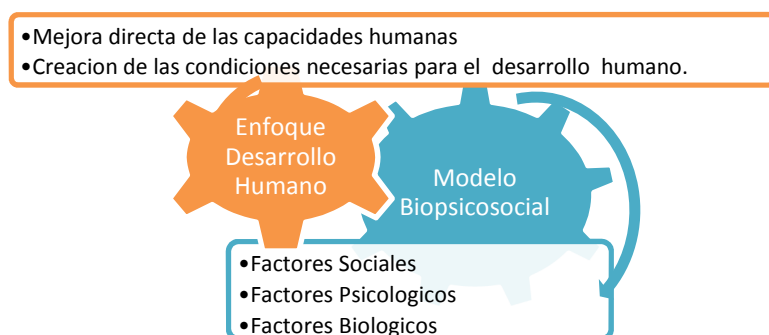 •Mejora directa de las capacidades humanas
•Creacion de las condiciones necesarias para el desarrollo humano.
Enfoque
Desarrollo
Humano
Modelo
Biopsicosocial
•Factores Sociales
•Factores Psicologicos
•Factores Biologicos